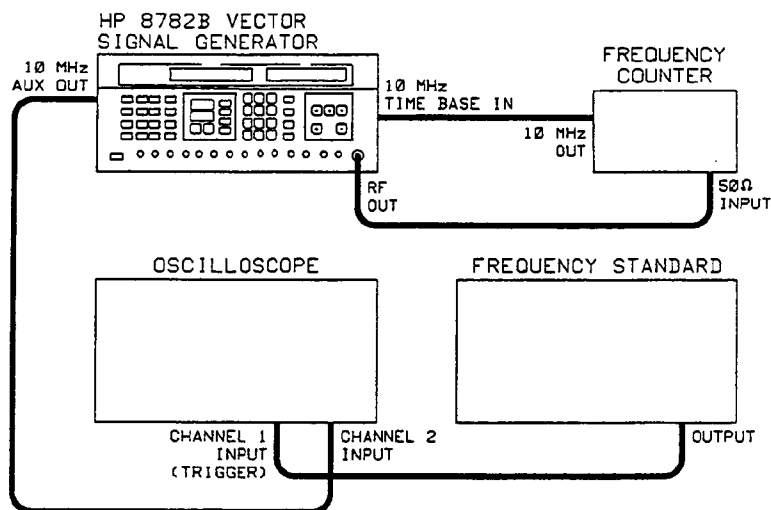 HP 8782B VECTOR
SIGNAL GENERATOR
10 MHz
AUX OUT
10 MHz
TIME BASE IN
FREQUENCY
COUNTER
10 MHz
OUT
RF
OUT
50Ω
INPUT
OSCILLOSCOPE
FREQUENCY STANDARD
CHANNEL 1
INPUT
(TRIGGER)
CHANNEL 2
INPUT
OUTPUT